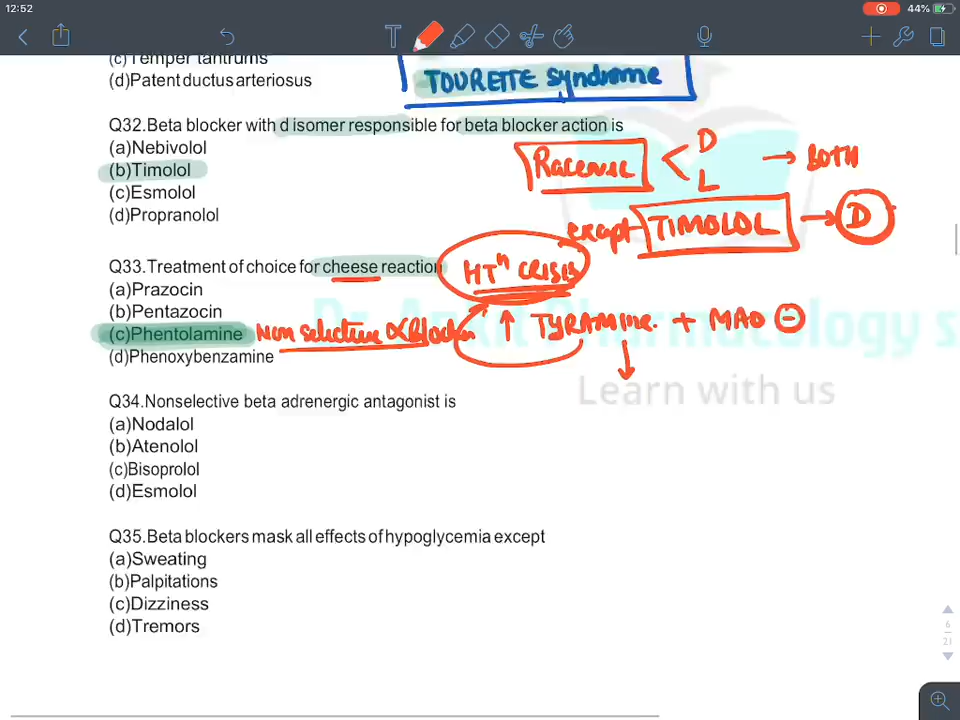 12:52
44%
T
(c)Temper tantrums
(d)Patent ductus arteriosus
TOURETTE syndrome
Q32.Beta blocker with d isomer responsible for beta blocker action is
(a)Nebivolol
(b)Timolol
(c)Esmolol
(d)Propranolol
Racemic < D L → BOTH
except TIMOLOL → D
Q33.Treatment of choice for cheese reaction
HTn CRISIS
(a)Prazocin
(b)Pentazocin
(c)Phentolamine Non selective α Blocker ↑ TYRAMINE + MAO ⊖
(d)Phenoxybenzamine
Pharmacology s
Learn with us
Q34.Nonselective beta adrenergic antagonist is
(a)Nodalol
(b)Atenolol
(c)Bisoprolol
(d)Esmolol
Q35.Beta blockers mask all effects of hypoglycemia except
(a)Sweating
(b)Palpitations
(c)Dizziness
(d)Tremors
6
21